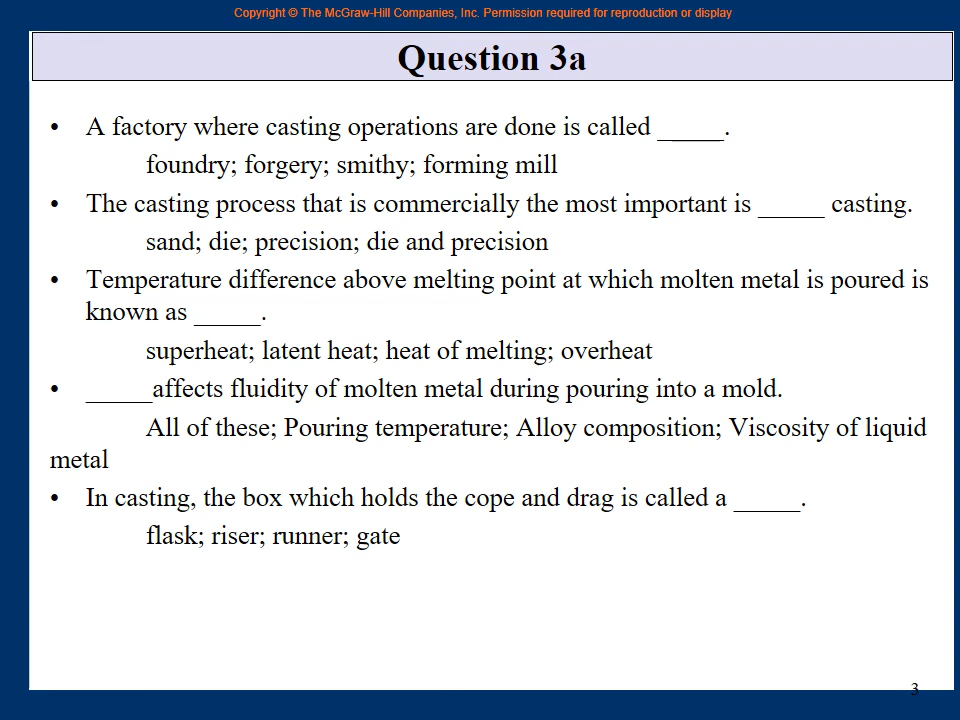 Copyright © The McGraw-Hill Companies, Inc. Permission required for reproduction or display
Question 3a
• A factory where casting operations are done is called _____.
foundry; forgery; smithy; forming mill
• The casting process that is commercially the most important is _____ casting.
sand; die; precision; die and precision
• Temperature difference above melting point at which molten metal is poured is
known as _____.
superheat; latent heat; heat of melting; overheat
• _____affects fluidity of molten metal during pouring into a mold.
All of these; Pouring temperature; Alloy composition; Viscosity of liquid
metal
• In casting, the box which holds the cope and drag is called a _____.
flask; riser; runner; gate
3